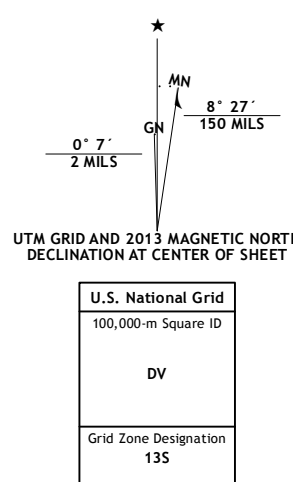 MN
GN
8° 27´
150 MILS
0° 7´
2 MILS
UTM GRID AND 2013 MAGNETIC NORTH
DECLINATION AT CENTER OF SHEET
U.S. National Grid
100,000-m Square ID
DV
Grid Zone Designation
13S